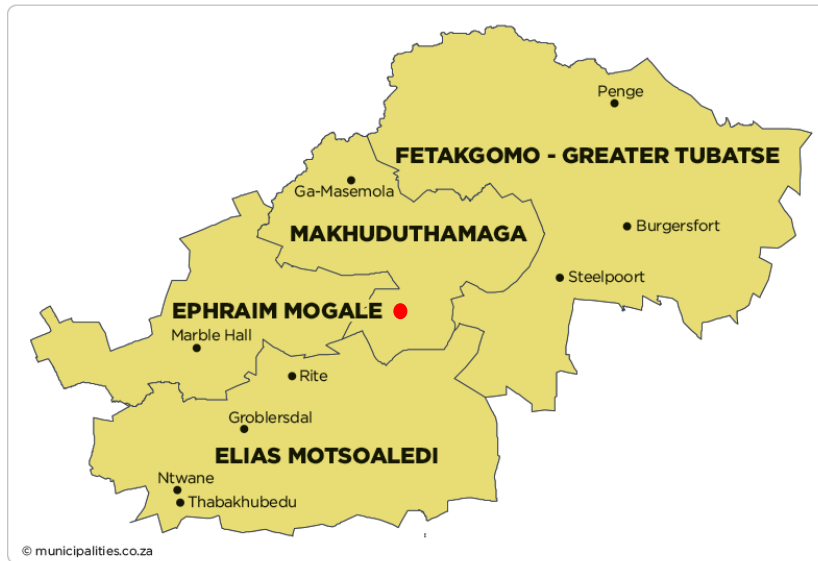 Penge
FETAKGOMO - GREATER TUBATSE
Ga-Masemola
MAKHUDUTHAMAGA
Burgersfort
Steelpoort
EPHRAIM MOGALE
Marble Hall
Rite
Groblersdal
ELIAS MOTSOALEDI
Ntwane
Thabakhubedu
© municipalities.co.za